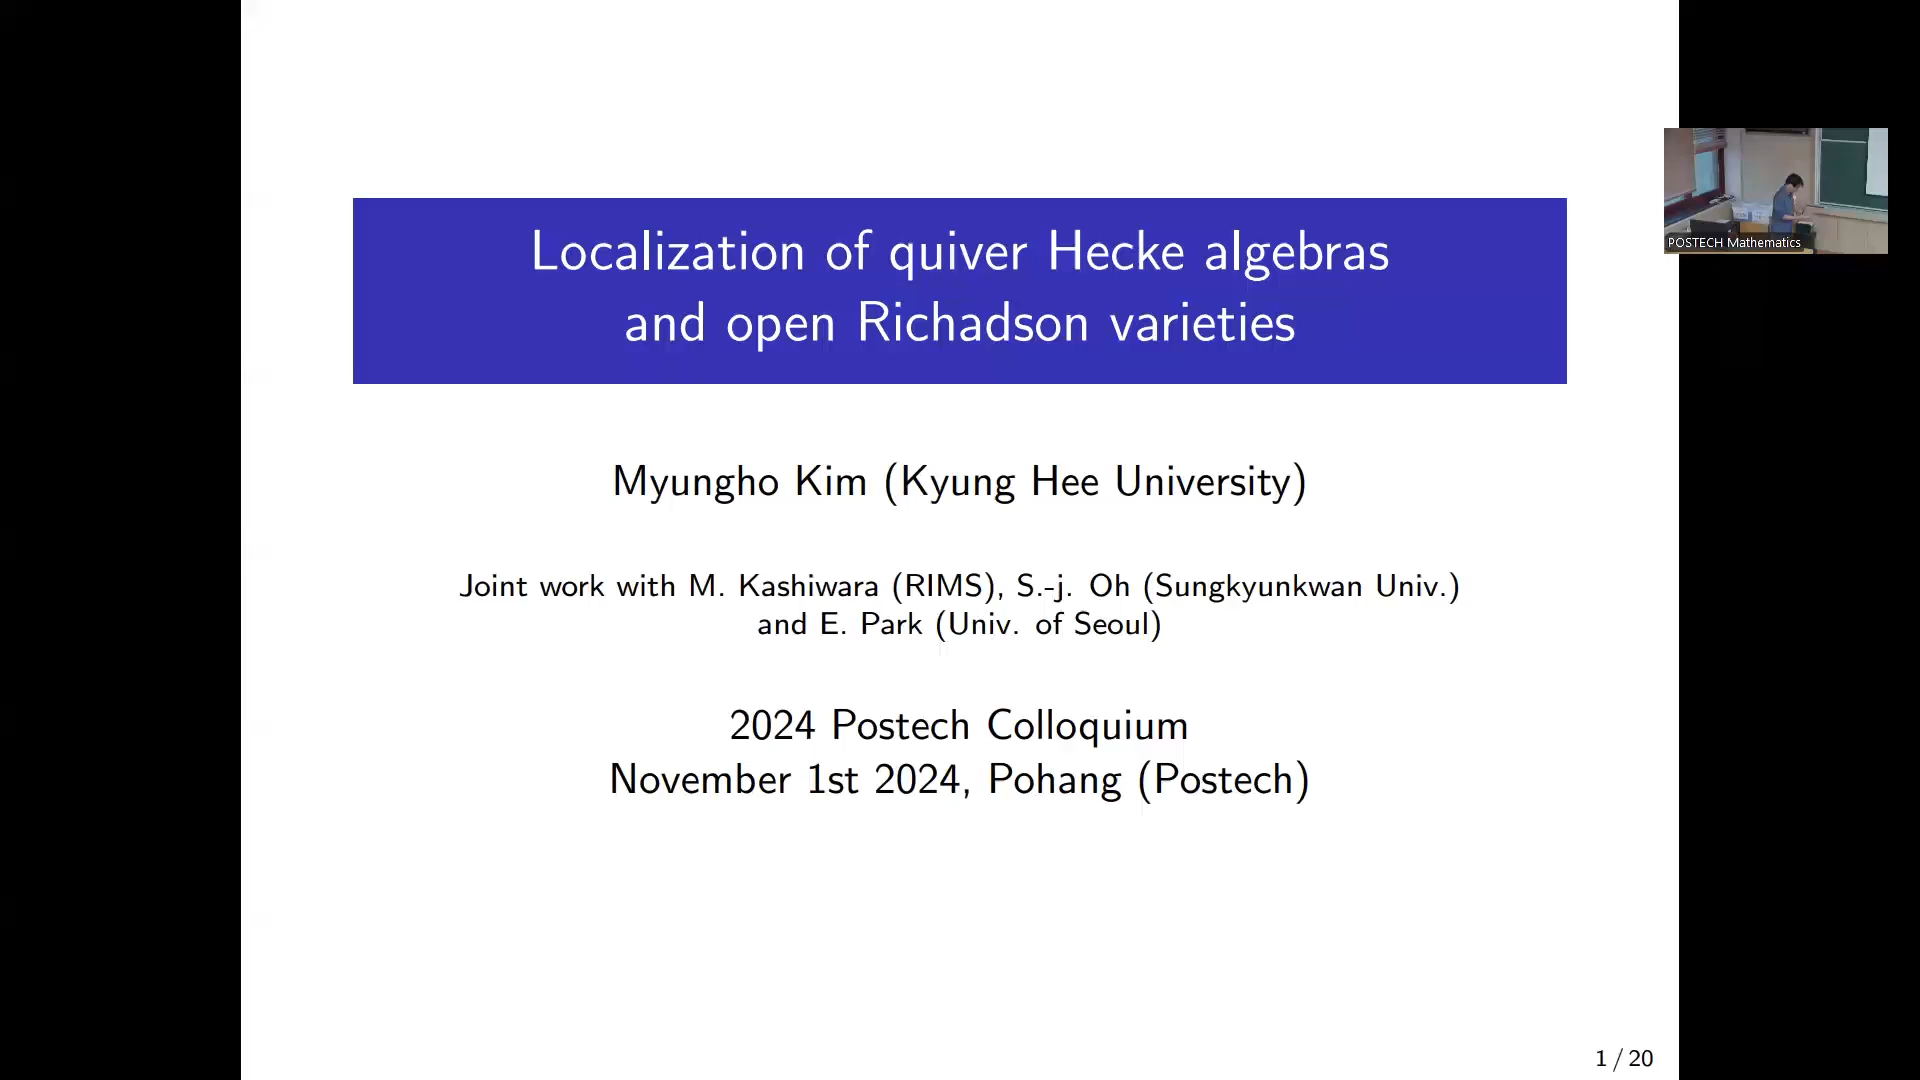 Localization of quiver Hecke algebras
and open Richadson varieties
Myungho Kim (Kyung Hee University)
Joint work with M. Kashiwara (RIMS), S.-j. Oh (Sungkyunkwan Univ.)
and E. Park (Univ. of Seoul)
2024 Postech Colloquium
November 1st 2024, Pohang (Postech)
1 / 20
POSTECH Mathematics